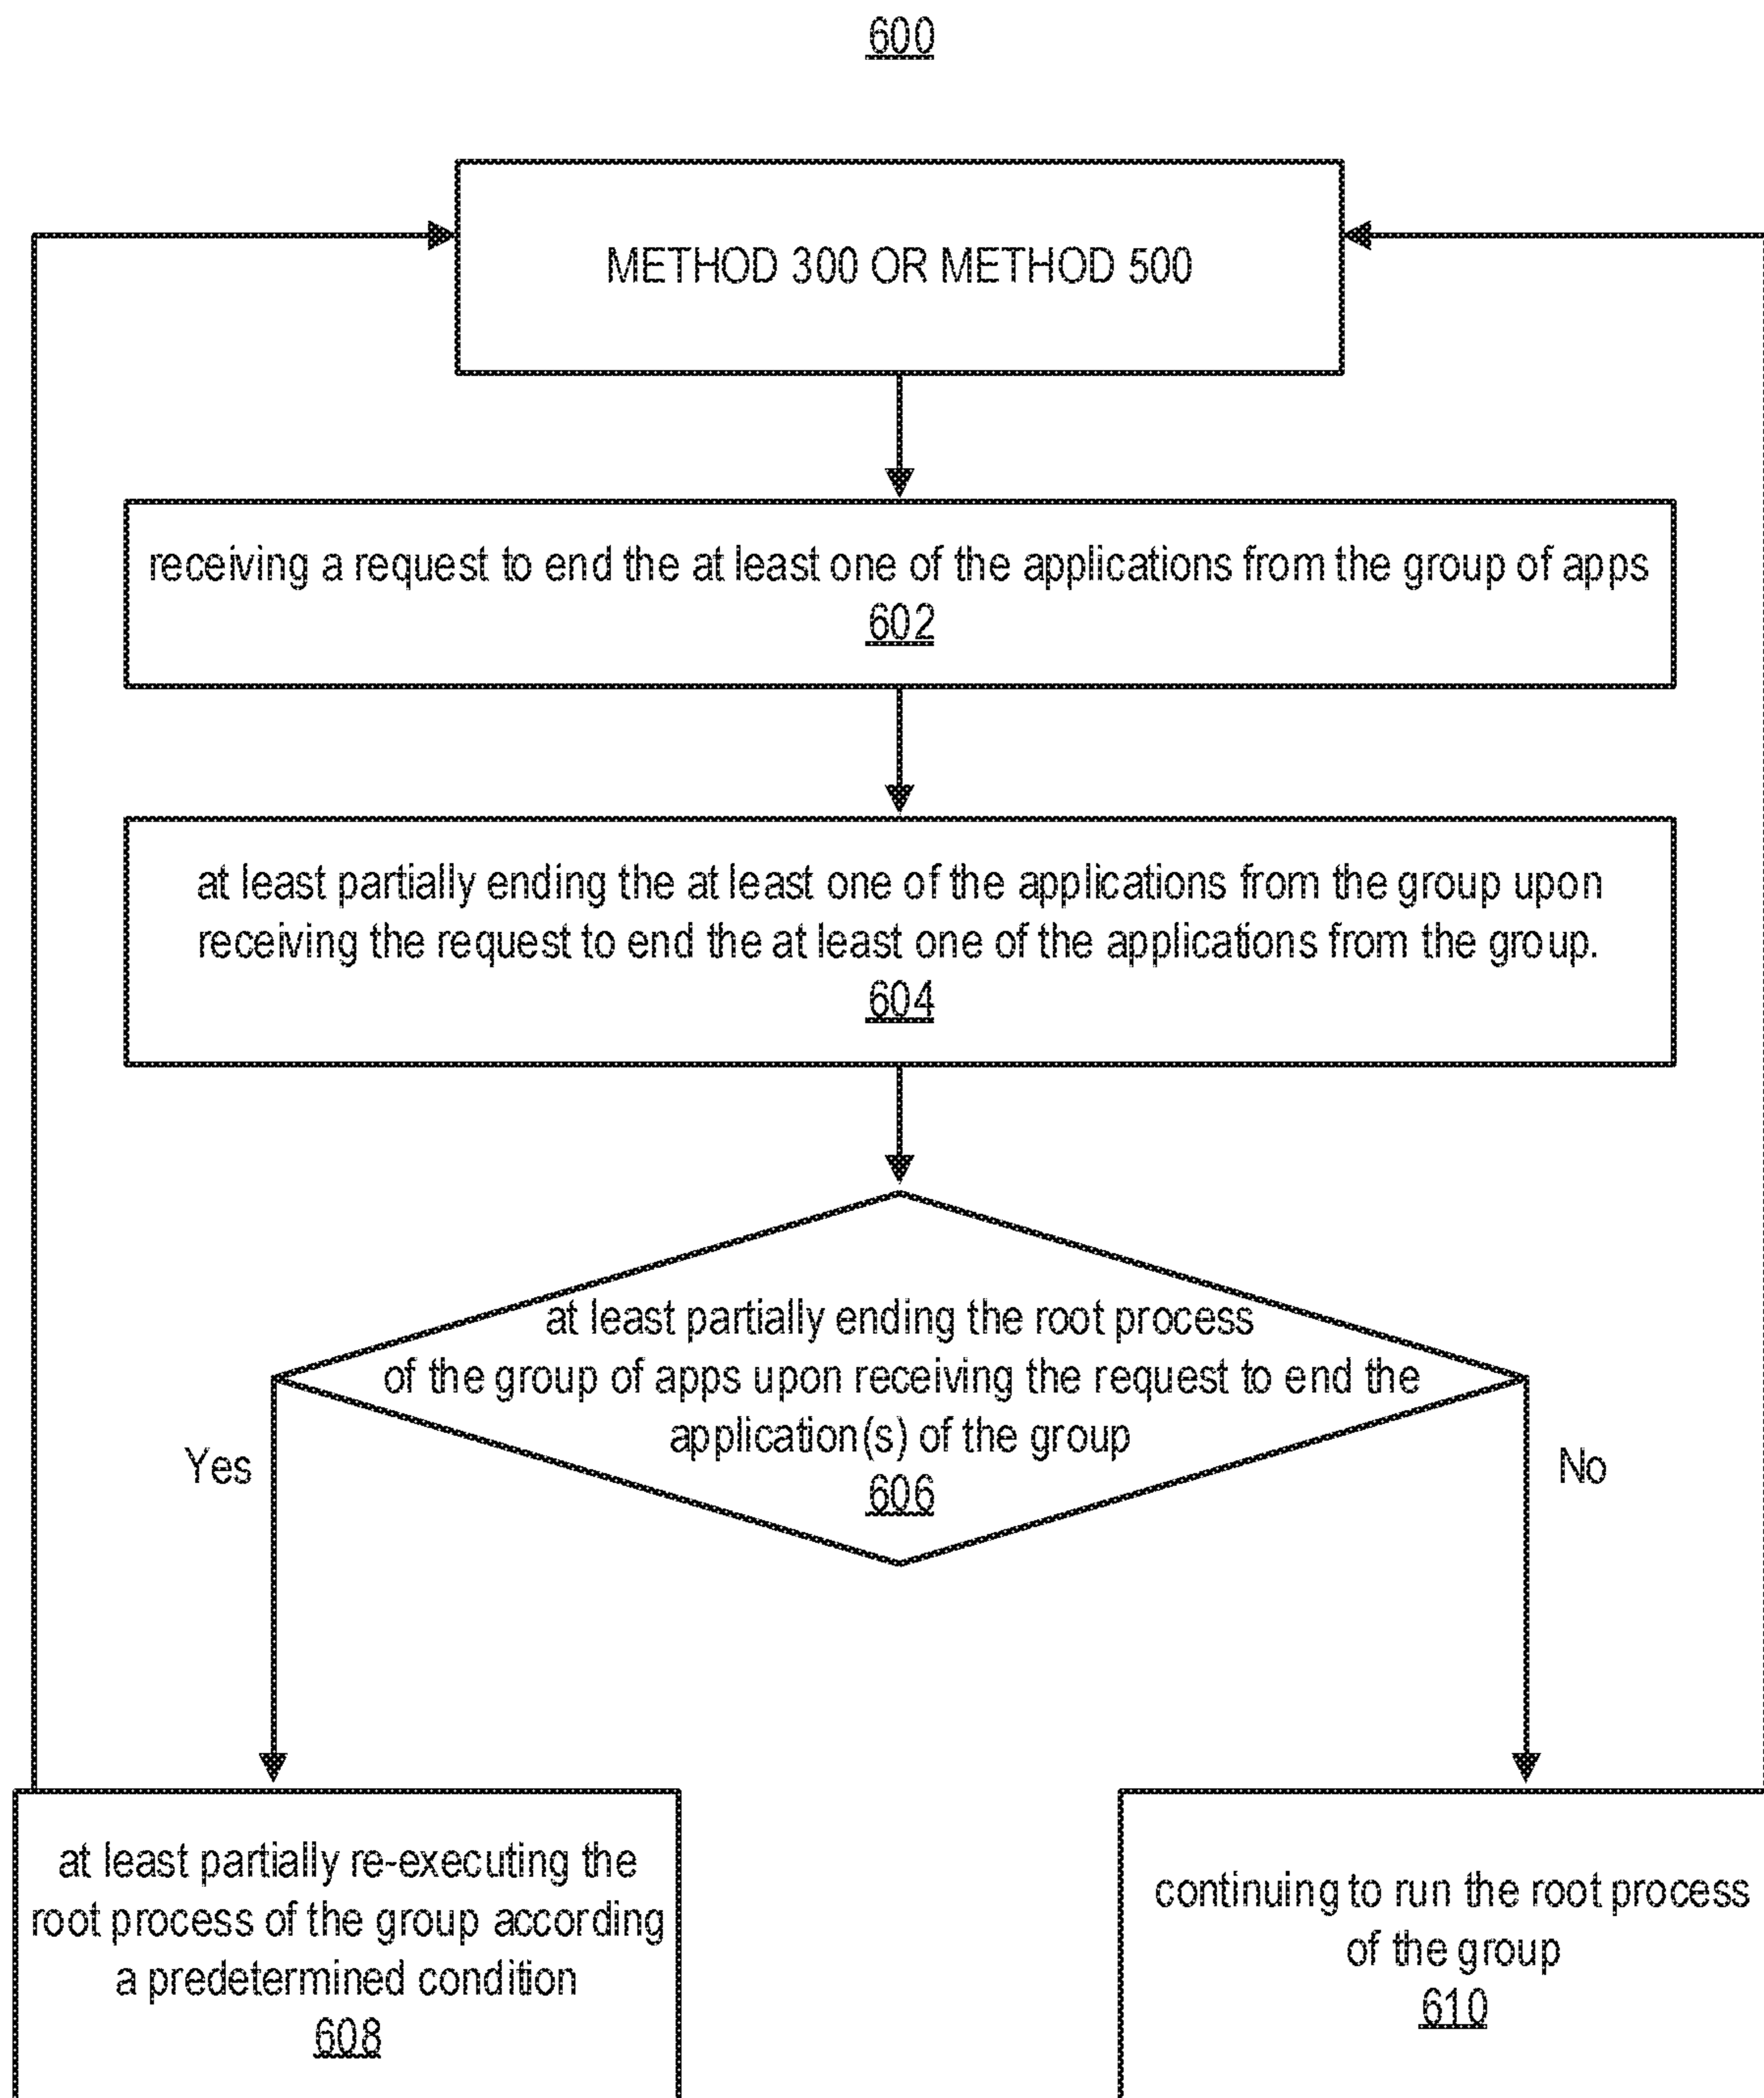 600
METHOD 300 OR METHOD 500
receiving a request to end the at least one of the applications from the group of apps
602
at least partially ending the at least one of the applications from the group upon
receiving the request to end the at least one of the applications from the group.
604
at least partially ending the root process
of the group of apps upon receiving the request to end the
application(s) of the group
606
Yes
No
at least partially re-executing the
root process of the group according
a predetermined condition
608
continuing to run the root process
of the group
610